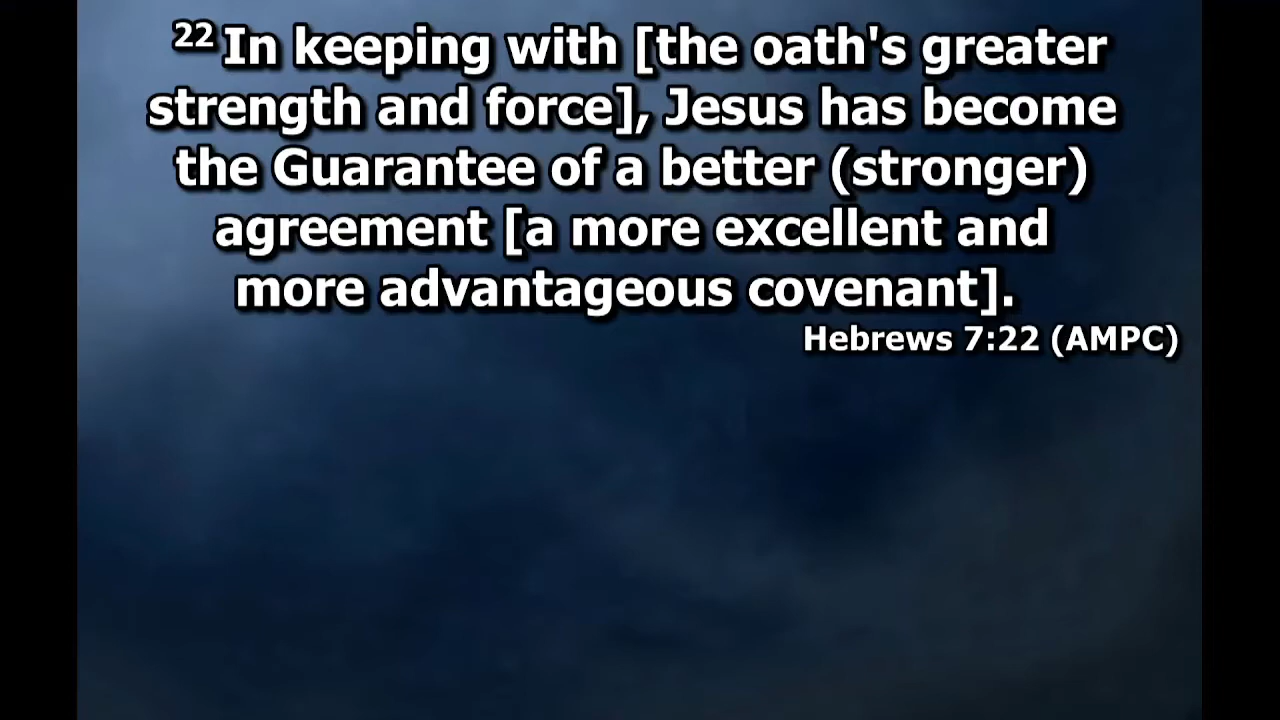 22 In keeping with [the oath's greater
strength and force], Jesus has become
the Guarantee of a better (stronger)
agreement [a more excellent and
more advantageous covenant].
Hebrews 7:22 (AMPC)